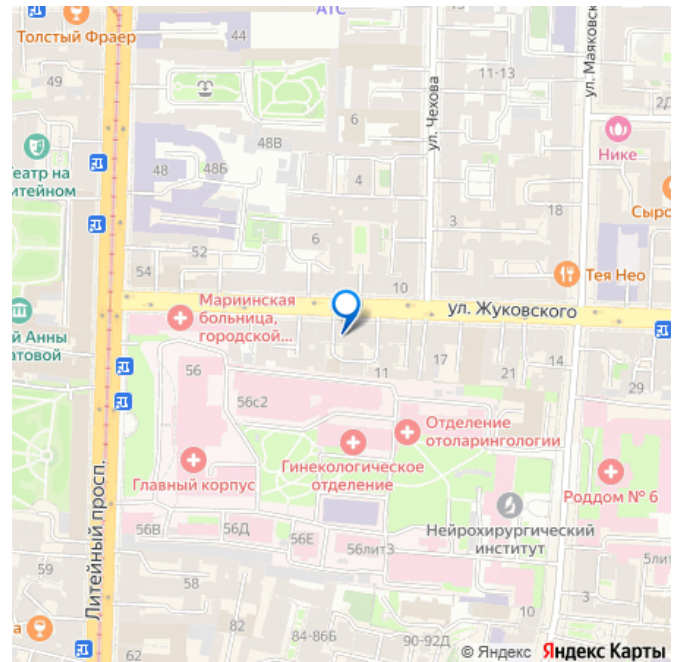 АТС
Толстый Фраер
44
49
6
ул. Чехова
11-13
ул. Маяковск
2Д
Нике
48В
48Б
48
4
Театр на
итейном
3
18
Сыро
6
52
54
10
Тея Нео
Мариинская
больница,
городской...
ул. Жуковского
й Анны
атовой
56
56с2
11
17
21
14
29
Отделение
отоларингологии
Гинекологическое
отделение
Главный корпус
Роддом № 6
Литейный просп.
56В
56Д
56Е
56лит3
Нейрохирургический
институт
5лит
59
58
3
82
10
а
62
84-86Б
90-92Д
© Яндекс Яндекс Карты